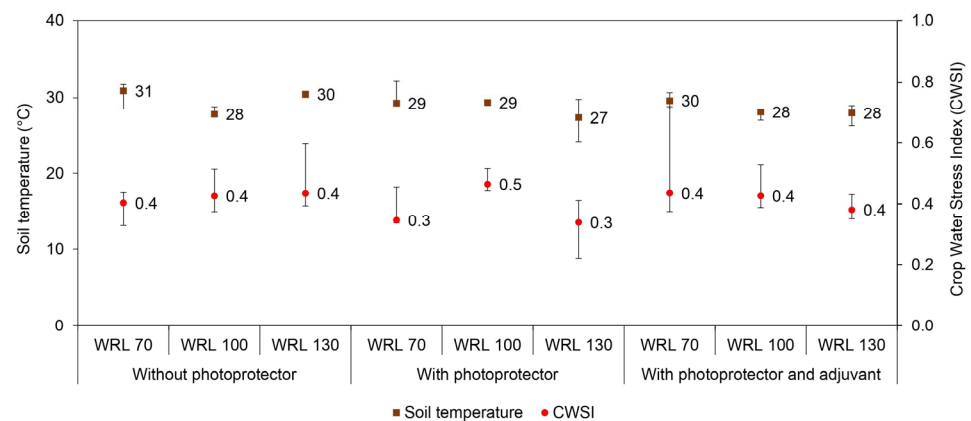 40
30
20
10
0
Soil temperature (°C)
1.0
0.8
0.6
0.4
0.2
0.0
Crop Water Stress Index (CWSI)
31 28 30 29 29 27 30 28 28
0.4 0.4 0.4 0.3 0.5 0.3 0.4 0.4 0.4
WRL 70 WRL 100 WRL 130 WRL 70 WRL 100 WRL 130 WRL 70 WRL 100 WRL 130
Without photoprotector With photoprotector With photoprotector and adjuvant
Soil temperature CWSI